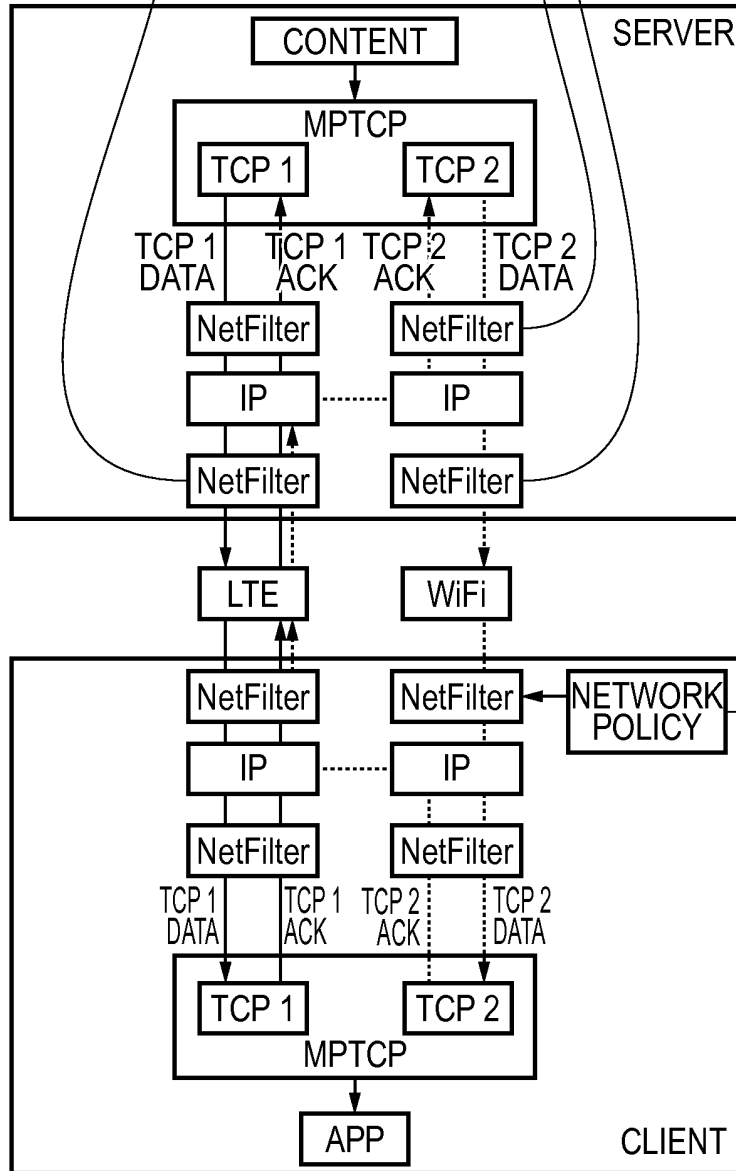 SERVER
CONTENT
MPTCP
TCP 1
TCP 2
TCP 1
DATA
TCP 1
ACK
TCP 2
ACK
TCP 2
DATA
NetFilter
NetFilter
IP
IP
NetFilter
NetFilter
LTE
WiFi
NetFilter
NetFilter
NETWORK
POLICY
IP
IP
NetFilter
NetFilter
TCP 1
DATA
TCP 1
ACK
TCP 2
ACK
TCP 2
DATA
TCP 1
TCP 2
MPTCP
APP
CLIENT